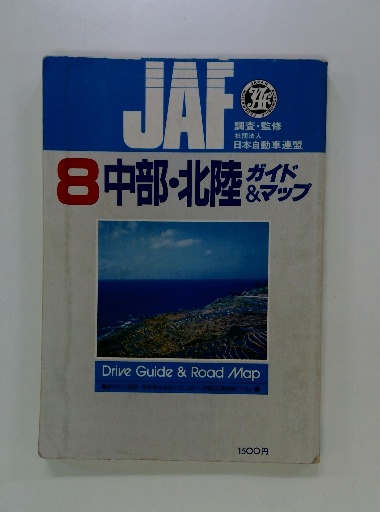 JAF
調査・監修
社団法人
日本自動車連盟
8 中部・北陸 ガイド&マップ
Drive Guide & Road Map
1500円